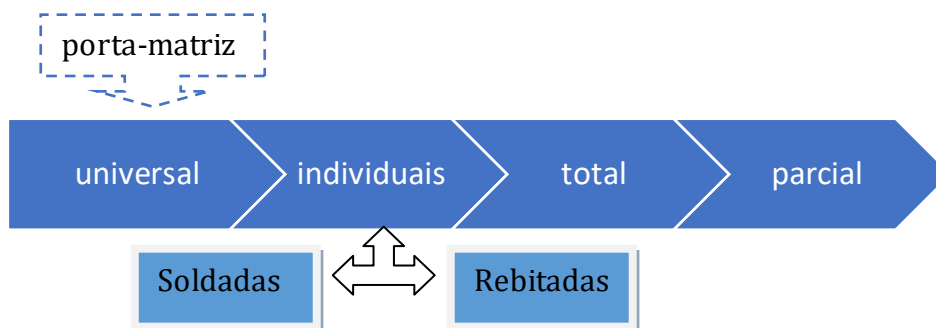 porta-matriz
universal
individuais
total
parcial
Soldadas
Rebitadas